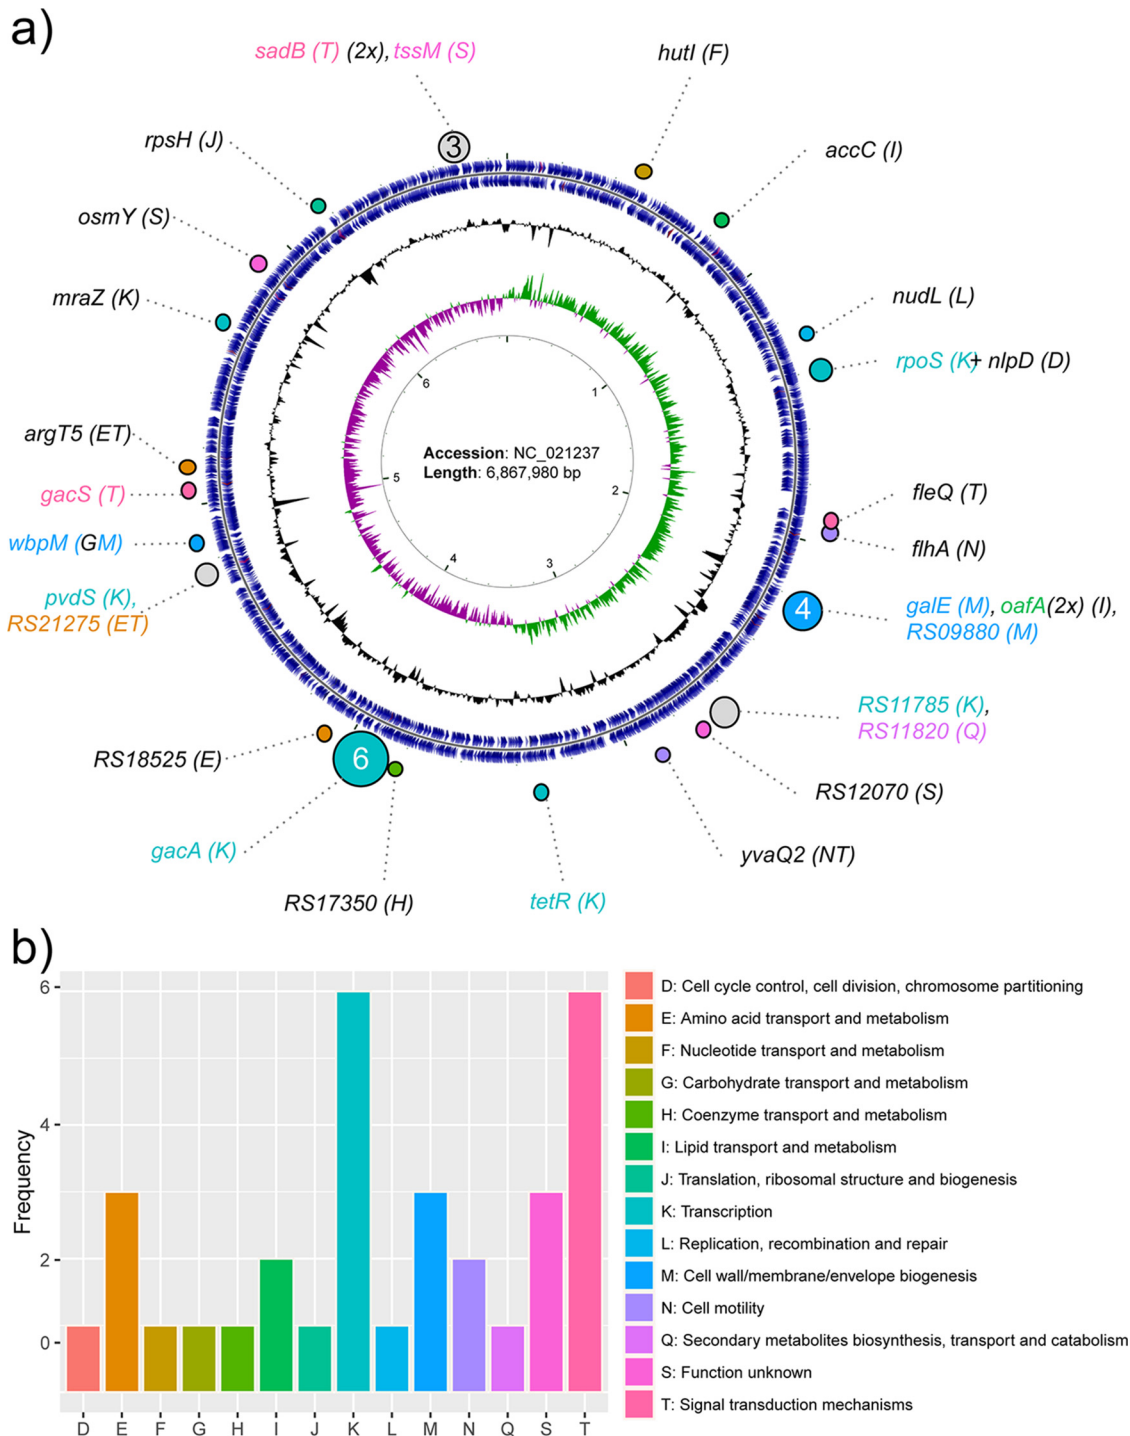 a)
sadB (T) (2x), tssM (S)
hutI (F)
rpsH (J)
3
accC (I)
osmY (S)
mraZ (K)
nudL (L)
rpoS (K)+ nlpD (D)
6
1
argT5 (ET)
Accession: NC_021237
Length: 6,867,980 bp
gacS (T)
5
2
fleQ (T)
wbpM (GM)
flhA (N)
4
3
pvdS (K),
RS21275 (ET)
4
galE (M), oafA(2x) (I),
RS09880 (M)
RS11785 (K),
RS11820 (Q)
RS18525 (E)
6
RS12070 (S)
gacA (K)
yvaQ2 (NT)
RS17350 (H)
tetR (K)
b)
Frequency
6
4
2
0
D E F G H I J K L M N Q S T
D: Cell cycle control, cell division, chromosome partitioning
E: Amino acid transport and metabolism
F: Nucleotide transport and metabolism
G: Carbohydrate transport and metabolism
H: Coenzyme transport and metabolism
I: Lipid transport and metabolism
J: Translation, ribosomal structure and biogenesis
K: Transcription
L: Replication, recombination and repair
M: Cell wall/membrane/envelope biogenesis
N: Cell motility
Q: Secondary metabolites biosynthesis, transport and catabolism
S: Function unknown
T: Signal transduction mechanisms